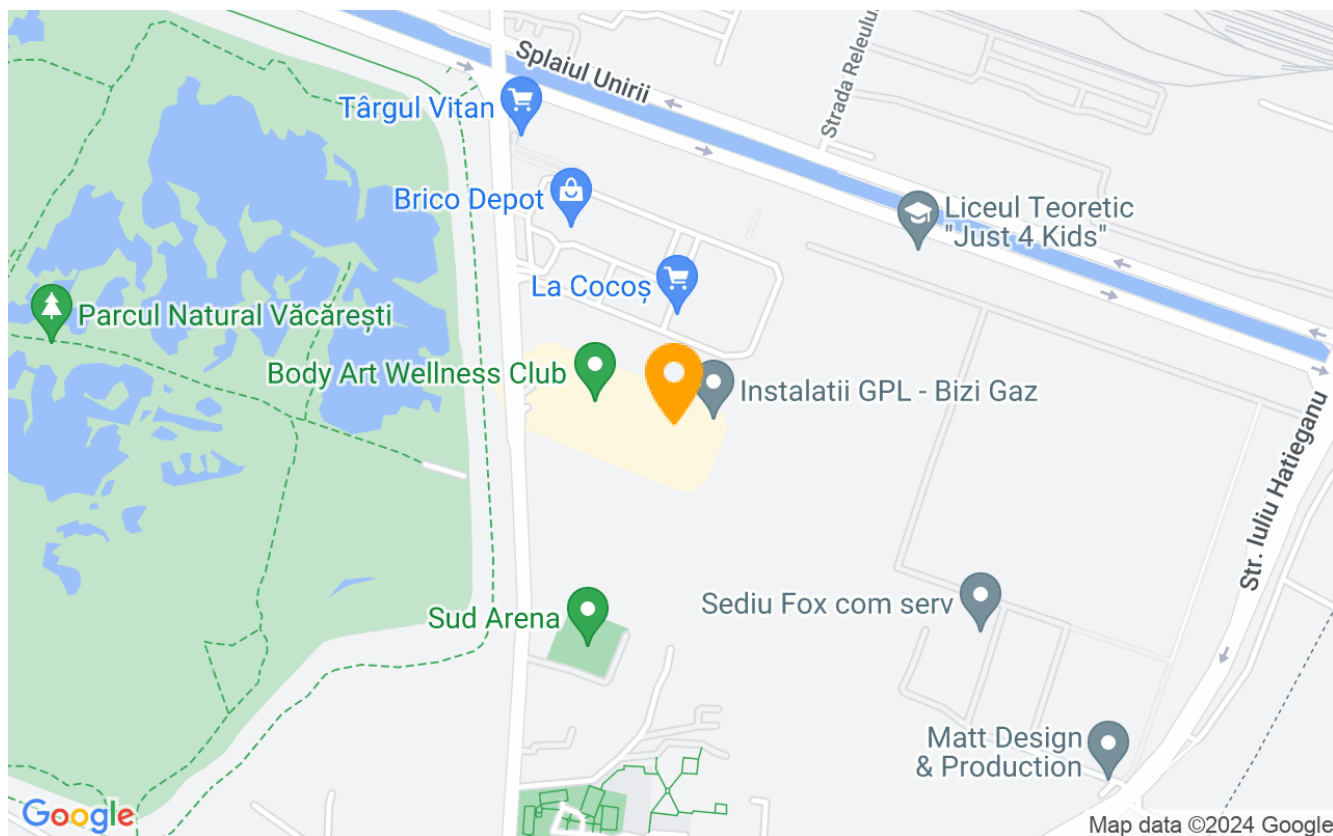 Splaiul Unirii
Strada Releului
Târgul Vitan
Brico Depot
Liceul Teoretic
"Just 4 Kids"
La Cocoș
Parcul Natural Văcărești
Body Art Wellness Club
Instalatii GPL - Bizi Gaz
Str. Iuliu Hatieganu
Sediu Fox com serv
Sud Arena
Matt Design
& Production
Google
Map data ©2024 Google